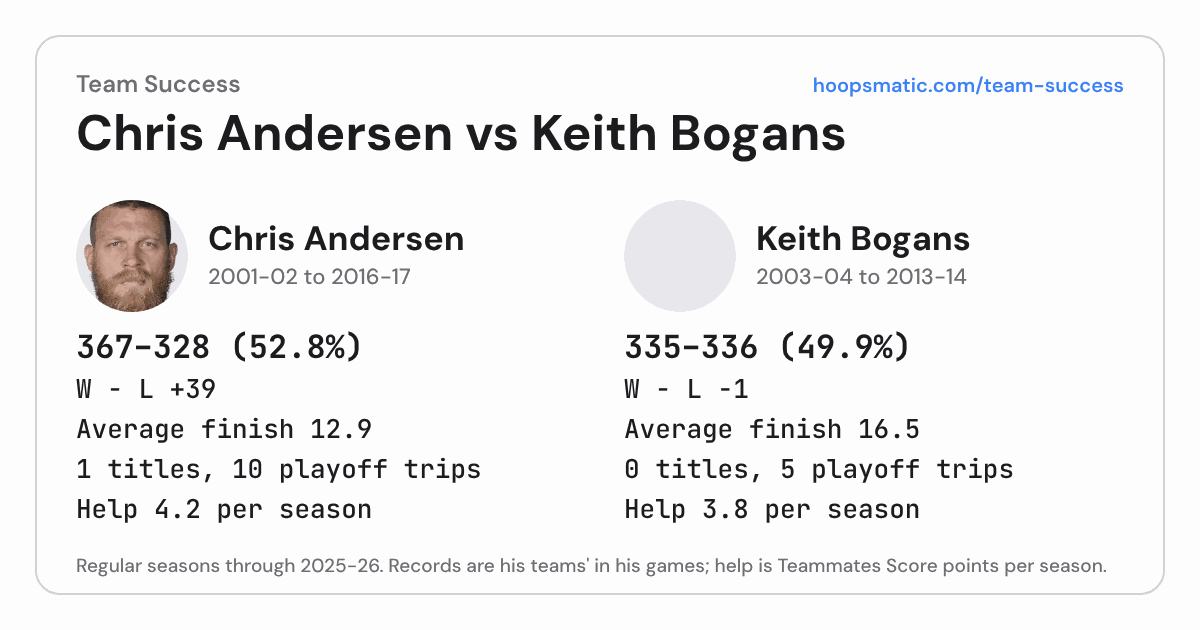 Team Success
hoopsmatic.com/team-success
Chris Andersen vs Keith Bogans
Chris Andersen
2001-02 to 2016-17
367-328 (52.8%)
W - L +39
Average finish 12.9
1 titles, 10 playoff trips
Help 4.2 per season
Keith Bogans
2003-04 to 2013-14
335-336 (49.9%)
W - L -1
Average finish 16.5
0 titles, 5 playoff trips
Help 3.8 per season
Regular seasons through 2025-26. Records are his teams' in his games; help is Teammates Score points per season.